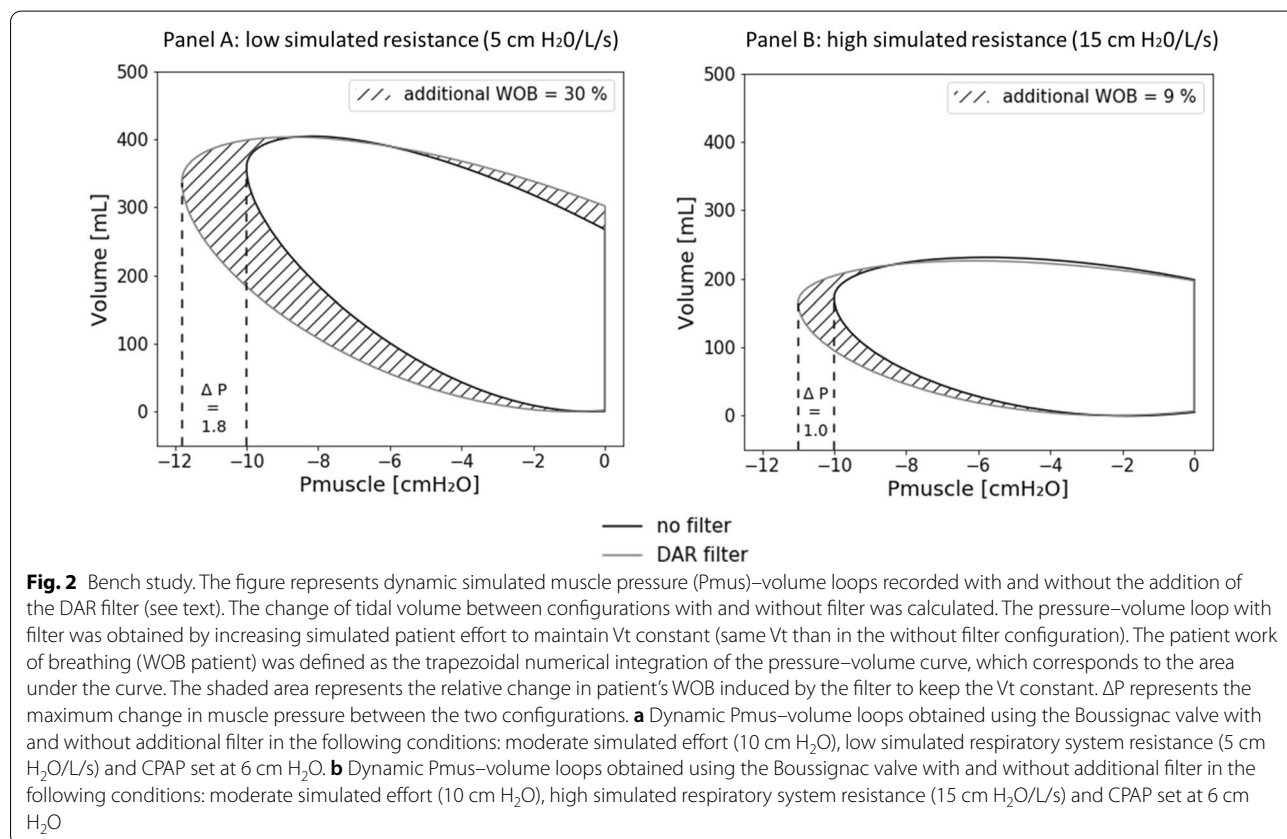 Panel A: low simulated resistance (5 cm H₂0/L/s)
additional WOB = 30 %
500
400
300
200
100
0
Volume [mL]
Δ P
=
1.8
−12 −10 −8 −6 −4 −2 0
Pmuscle [cmH₂O]
Panel B: high simulated resistance (15 cm H₂0/L/s)
additional WOB = 9 %
500
400
300
200
100
0
Volume [mL]
Δ P
=
1.0
−12 −10 −8 −6 −4 −2 0
Pmuscle [cmH₂O]
no filter
DAR filter
Fig. 2 Bench study. The figure represents dynamic simulated muscle pressure (Pmus)–volume loops recorded with and without the addition of
the DAR filter (see text). The change of tidal volume between configurations with and without filter was calculated. The pressure–volume loop with
filter was obtained by increasing simulated patient effort to maintain Vt constant (same Vt than in the without filter configuration). The patient work
of breathing (WOB patient) was defined as the trapezoidal numerical integration of the pressure–volume curve, which corresponds to the area
under the curve. The shaded area represents the relative change in patient's WOB induced by the filter to keep the Vt constant. ΔP represents the
maximum change in muscle pressure between the two configurations. a Dynamic Pmus–volume loops obtained using the Boussignac valve with
and without additional filter in the following conditions: moderate simulated effort (10 cm H₂O), low simulated respiratory system resistance (5 cm
H₂O/L/s) and CPAP set at 6 cm H₂O. b Dynamic Pmus–volume loops obtained using the Boussignac valve with and without additional filter in the
following conditions: moderate simulated effort (10 cm H₂O), high simulated respiratory system resistance (15 cm H₂O/L/s) and CPAP set at 6 cm
H₂O